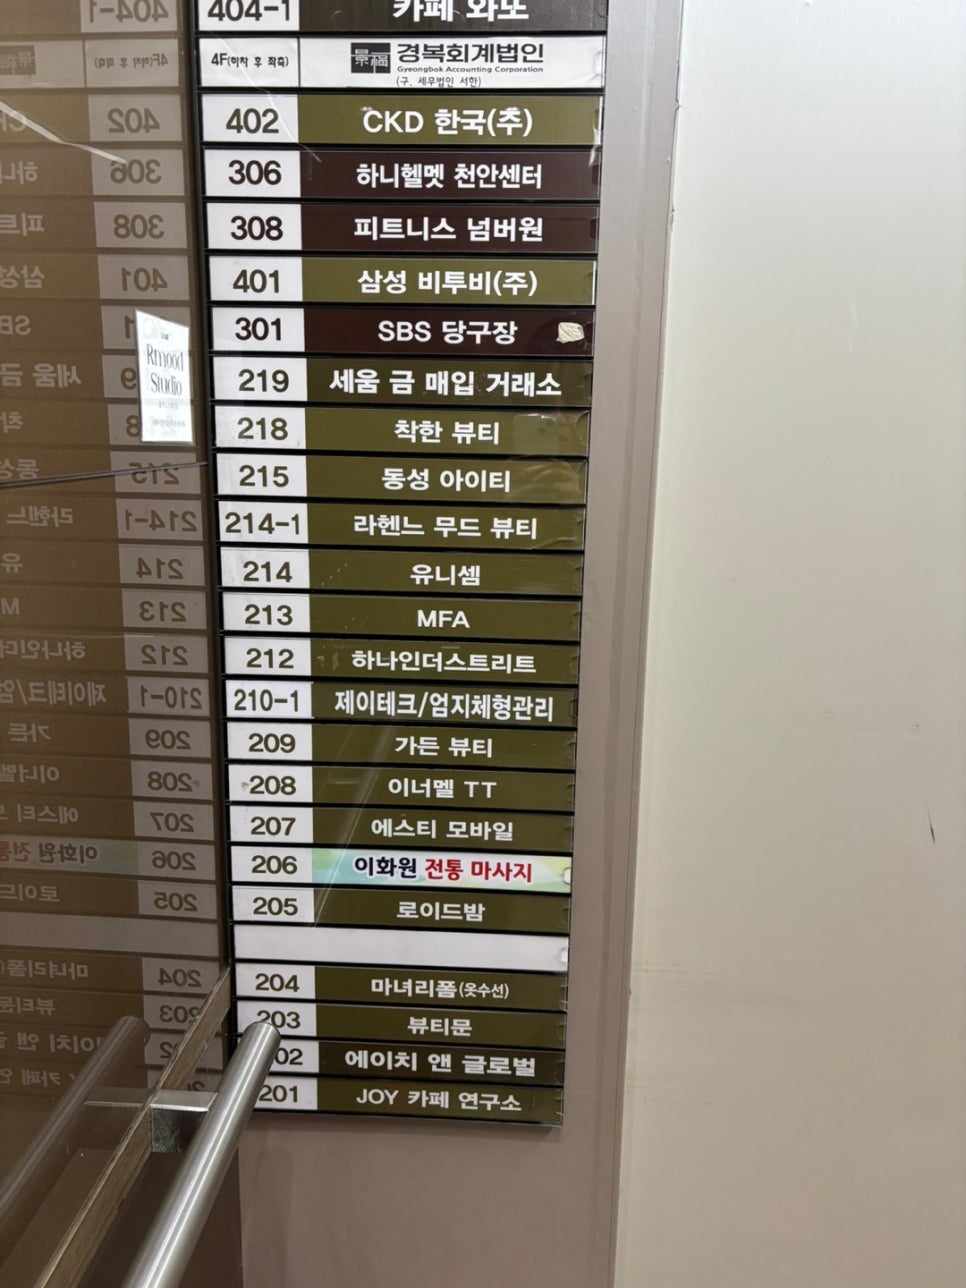 404-1 카페 와또
4F(하차 후 좌측) 景福 경복회계법인
Gyeongbok Accounting Corporation
(구. 세무법인 서한)
402 CKD 한국(추)
306 하니헬멧 천안센터
308 피트니스 넘버원
401 삼성 비투비(주)
301 SBS 당구장
219 세움 금 매입 거래소
218 착한 뷰티
215 동성 아이티
214-1 라헨느 무드 뷰티
214 유니셈
213 MFA
212 하나인더스트리트
210-1 제이테크/엄지체형관리
209 가든 뷰티
208 이너멜 TT
207 에스티 모바일
206 이화원 전통 마사지
205 로이드밤
204 마녀리폼(옷수선)
203 뷰티문
02 에이치 앤 글로벌
201 JOY 카페 연구소
Rmood
Studio